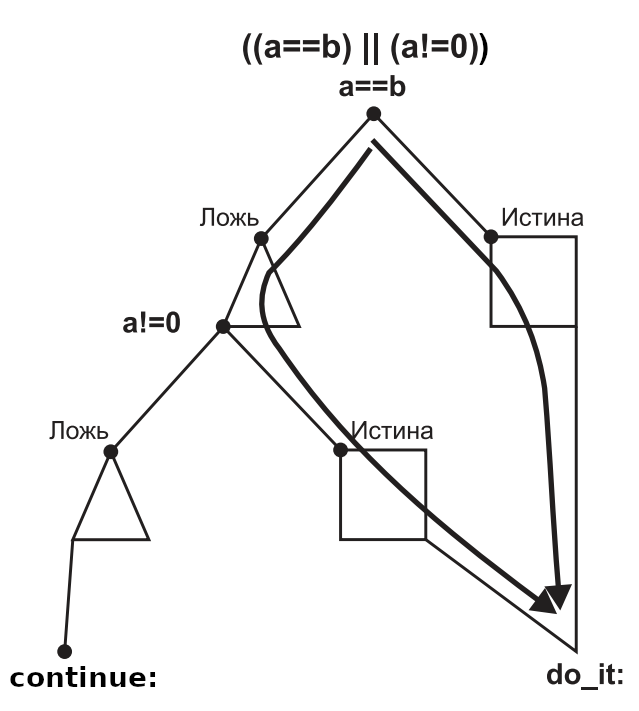 ((a==b) || (a!=0))
a==b
Ложь
Истина
a!=0
Ложь
Истина
continue:
do_it: